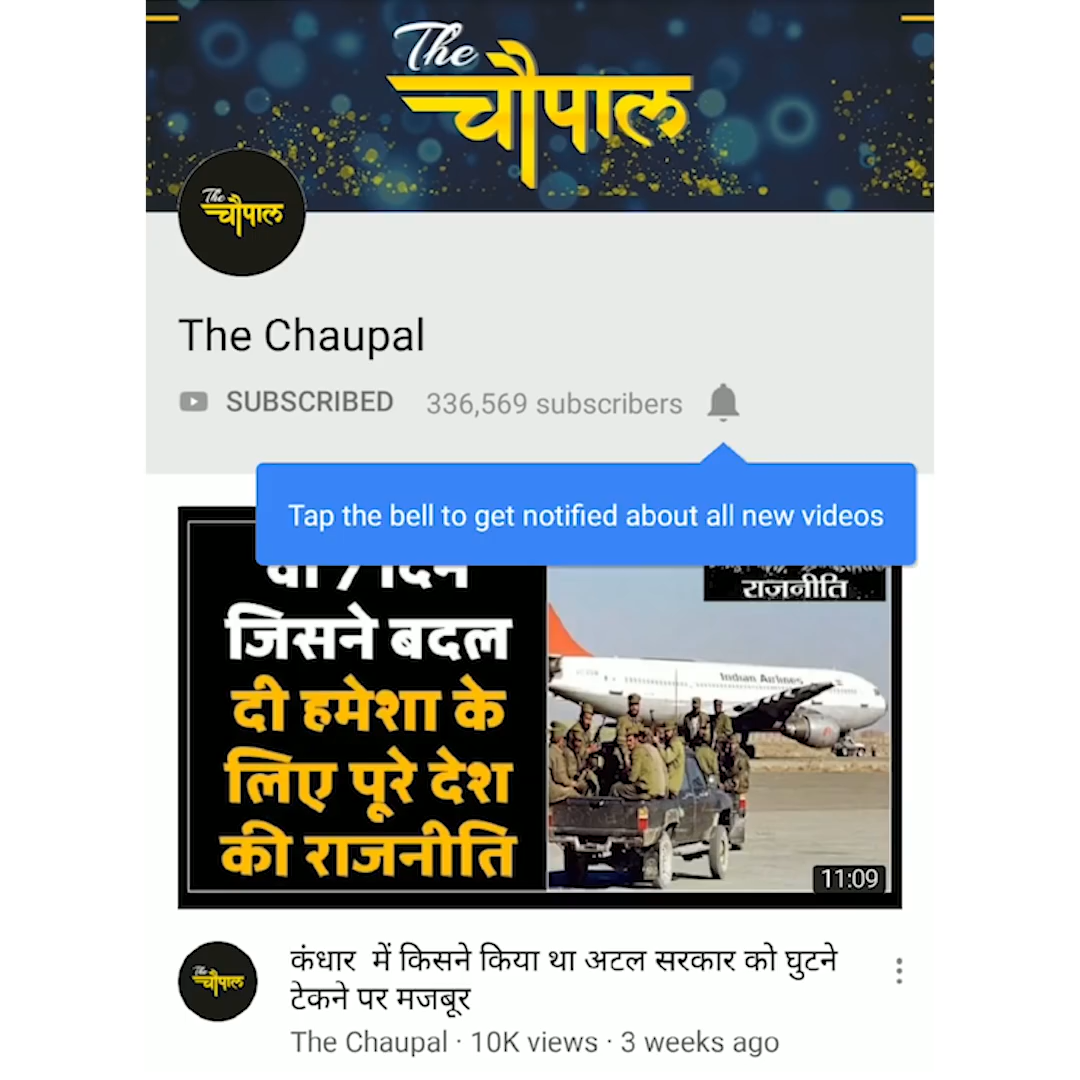 The
चौपाल
The
चौपाल
The Chaupal
SUBSCRIBED 336,569 subscribers
Tap the bell to get notified about all new videos
वो 7 दिन
जिसने बदल
दी हमेशा के
लिए पूरे देश
की राजनीति
राजनीति
Indian Airlines
11:09
The
चौपाल
कंधार में किसने किया था अटल सरकार को घुटने
टेकने पर मजबूर
The Chaupal · 10K views · 3 weeks ago